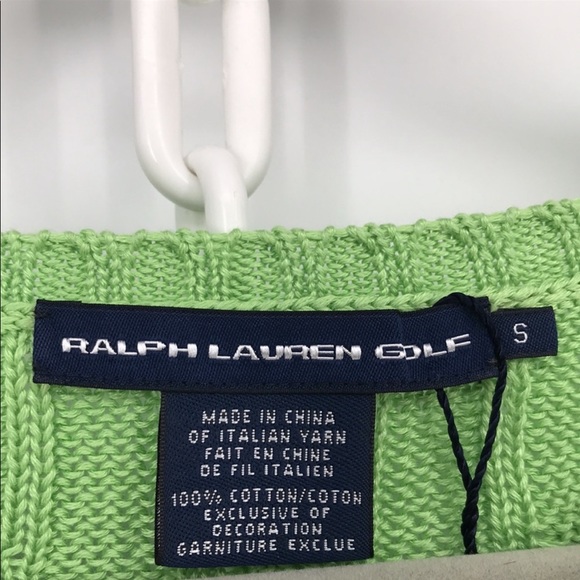 RALPH LAUREN GOLF
S
MADE IN CHINA
OF ITALIAN YARN
FAIT EN CHINE
DE FIL ITALIEN
100% COTTON/COTON
EXCLUSIVE OF
DECORATION
GARNITURE EXCLUE